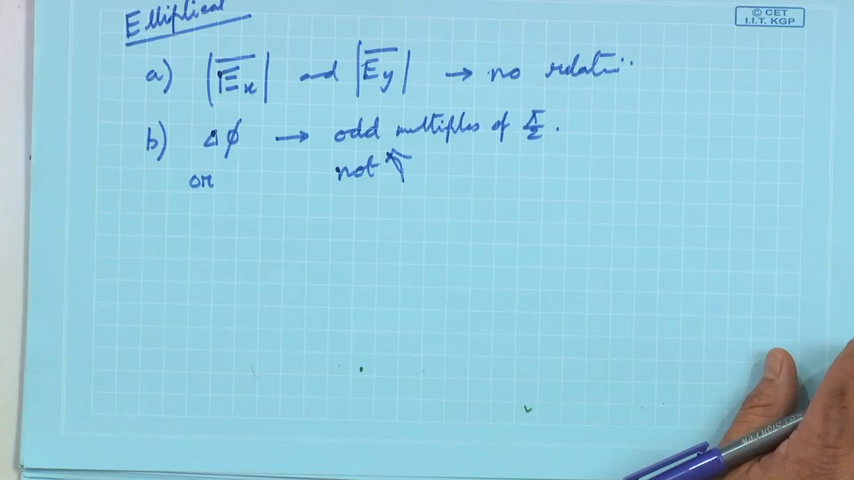 Elliptical
© CET
I.I.T. KGP
a) |E̅x| and |E̅y| → no relati
b) Δφ → odd multiples of π/2.
or not ↑